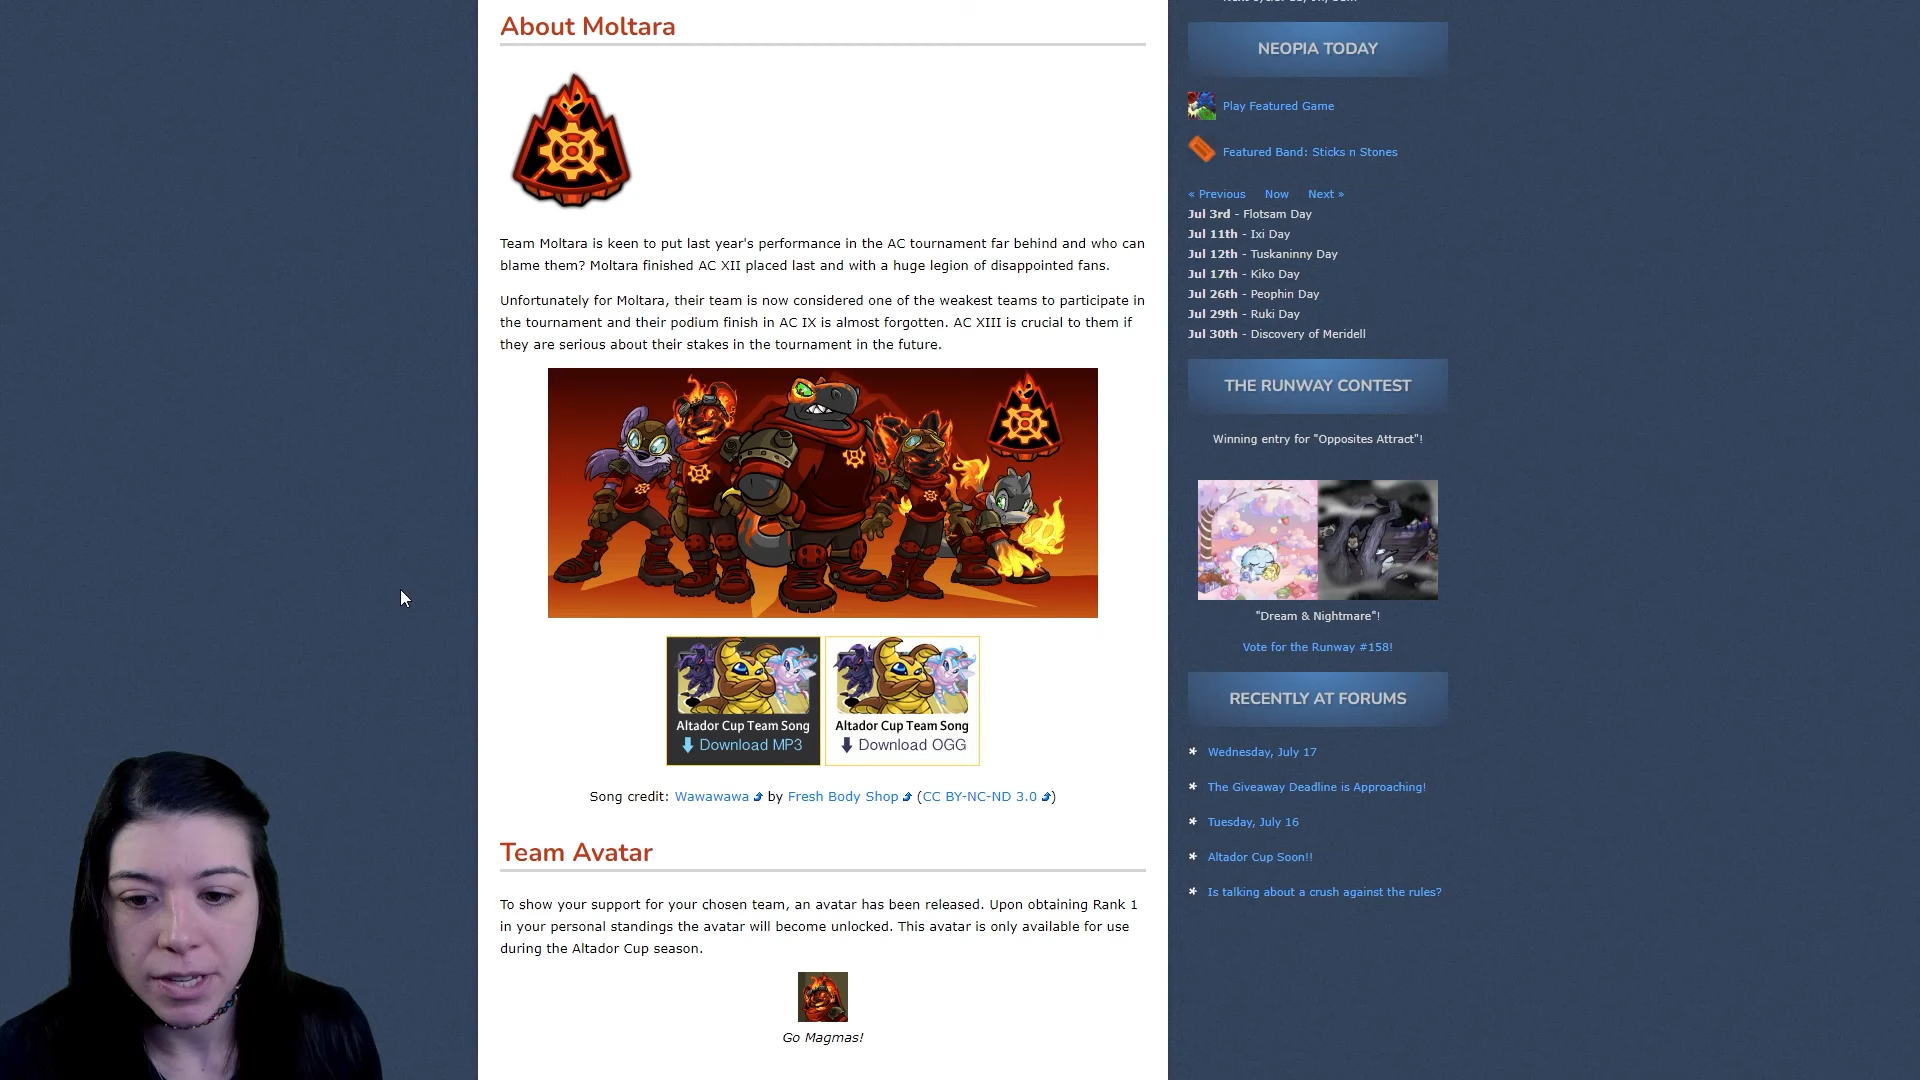 About Moltara
Team Moltara is keen to put last year's performance in the AC tournament far behind and who can
blame them? Moltara finished AC XII placed last and with a huge legion of disappointed fans.
Unfortunately for Moltara, their team is now considered one of the weakest teams to participate in
the tournament and their podium finish in AC IX is almost forgotten. AC XIII is crucial to them if
they are serious about their stakes in the tournament in the future.
Altador Cup Team Song
Download MP3
Altador Cup Team Song
Download OGG
Song credit: Wawawawa by Fresh Body Shop (CC BY-NC-ND 3.0)
Team Avatar
To show your support for your chosen team, an avatar has been released. Upon obtaining Rank 1
in your personal standings the avatar will become unlocked. This avatar is only available for use
during the Altador Cup season.
Go Magmas!
NEOPIA TODAY
Play Featured Game
Featured Band: Sticks n Stones
« Previous Now Next »
Jul 3rd - Flotsam Day
Jul 11th - Ixi Day
Jul 12th - Tuskaninny Day
Jul 17th - Kiko Day
Jul 26th - Peophin Day
Jul 29th - Ruki Day
Jul 30th - Discovery of Meridell
THE RUNWAY CONTEST
Winning entry for "Opposites Attract"!
"Dream & Nightmare"!
Vote for the Runway #158!
RECENTLY AT FORUMS
* Wednesday, July 17
* The Giveaway Deadline is Approaching!
* Tuesday, July 16
* Altador Cup Soon!!
* Is talking about a crush against the rules?